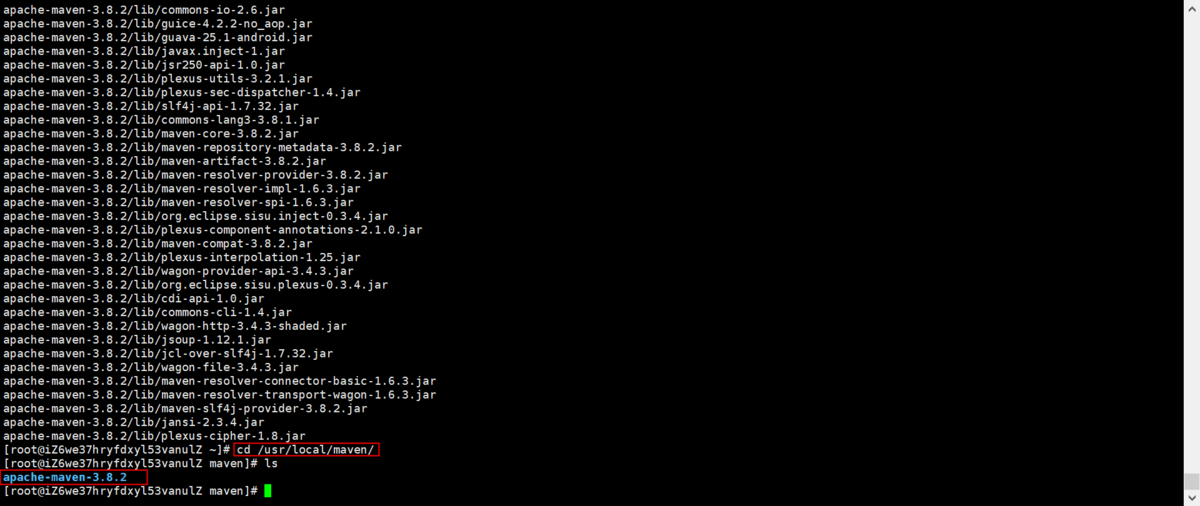 apache-maven-3.8.2/lib/commons-io-2.6.jar
apache-maven-3.8.2/lib/guice-4.2.2-no_aop.jar
apache-maven-3.8.2/lib/guava-25.1-android.jar
apache-maven-3.8.2/lib/javax.inject-1.jar
apache-maven-3.8.2/lib/jsr250-api-1.0.jar
apache-maven-3.8.2/lib/plexus-utils-3.2.1.jar
apache-maven-3.8.2/lib/plexus-sec-dispatcher-1.4.jar
apache-maven-3.8.2/lib/slf4j-api-1.7.32.jar
apache-maven-3.8.2/lib/commons-lang3-3.8.1.jar
apache-maven-3.8.2/lib/maven-core-3.8.2.jar
apache-maven-3.8.2/lib/maven-repository-metadata-3.8.2.jar
apache-maven-3.8.2/lib/maven-artifact-3.8.2.jar
apache-maven-3.8.2/lib/maven-resolver-provider-3.8.2.jar
apache-maven-3.8.2/lib/maven-resolver-impl-1.6.3.jar
apache-maven-3.8.2/lib/maven-resolver-spi-1.6.3.jar
apache-maven-3.8.2/lib/org.eclipse.sisu.inject-0.3.4.jar
apache-maven-3.8.2/lib/plexus-component-annotations-2.1.0.jar
apache-maven-3.8.2/lib/maven-compat-3.8.2.jar
apache-maven-3.8.2/lib/plexus-interpolation-1.25.jar
apache-maven-3.8.2/lib/wagon-provider-api-3.4.3.jar
apache-maven-3.8.2/lib/org.eclipse.sisu.plexus-0.3.4.jar
apache-maven-3.8.2/lib/cdi-api-1.0.jar
apache-maven-3.8.2/lib/commons-cli-1.4.jar
apache-maven-3.8.2/lib/wagon-http-3.4.3-shaded.jar
apache-maven-3.8.2/lib/jsoup-1.12.1.jar
apache-maven-3.8.2/lib/jcl-over-slf4j-1.7.32.jar
apache-maven-3.8.2/lib/wagon-file-3.4.3.jar
apache-maven-3.8.2/lib/maven-resolver-connector-basic-1.6.3.jar
apache-maven-3.8.2/lib/maven-resolver-transport-wagon-1.6.3.jar
apache-maven-3.8.2/lib/maven-slf4j-provider-3.8.2.jar
apache-maven-3.8.2/lib/jansi-2.3.4.jar
apache-maven-3.8.2/lib/plexus-cipher-1.8.jar
[root@iZ6we37hryfdxyl53vanulZ ~]# cd /usr/local/maven/
[root@iZ6we37hryfdxyl53vanulZ maven]# ls
apache-maven-3.8.2
[root@iZ6we37hryfdxyl53vanulZ maven]#